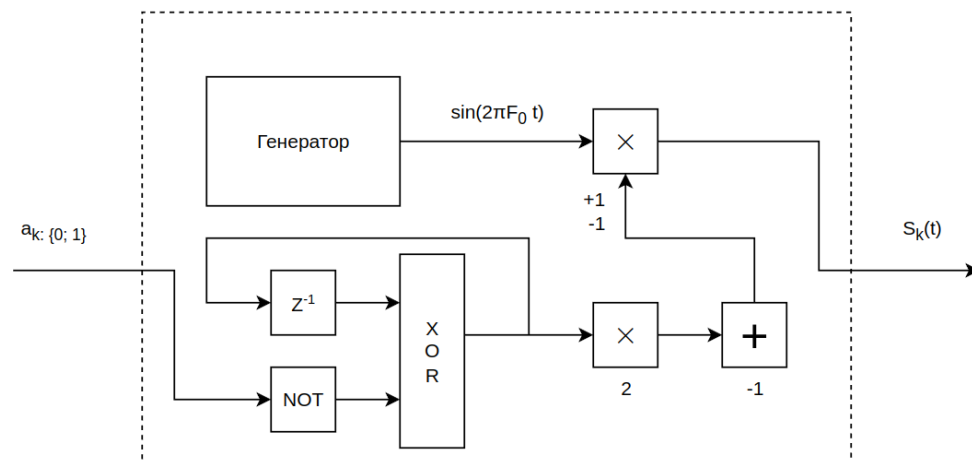 sin(2πF₀ t)
Генератор
×
+1
-1
aₖ: {0; 1}
Sₖ(t)
Z⁻¹
X
O
R
×
+
NOT
2
-1